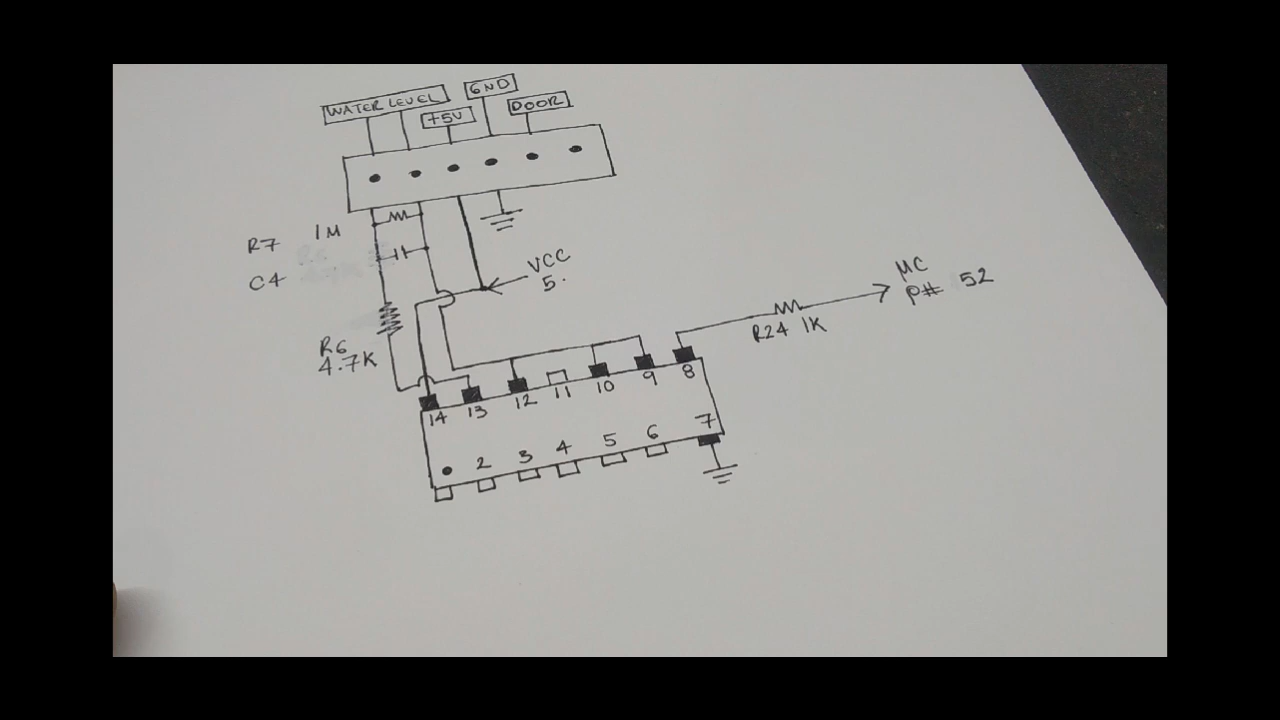 WATER LEVEL
+5V
GND
DOOR
R7 1M
C4
VCC
5.
R6
4.7K
R24 1K
MC
P# 52
14 13 12 11 10 9 8
2 3 4 5 6 7